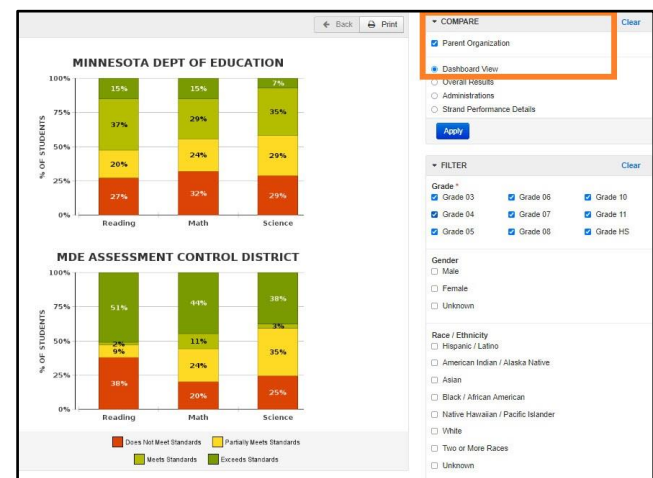 Back Print
MINNESOTA DEPT OF EDUCATION
100%
75%
50%
25%
0%
% OF STUDENTS
15% 15% 7%
37% 29% 35%
20% 24% 29%
27% 32% 29%
Reading Math Science
MDE ASSESSMENT CONTROL DISTRICT
100%
75%
50%
25%
0%
% OF STUDENTS
51% 44% 38%
2% 11% 3%
9% 24% 35%
38% 20% 25%
Reading Math Science
Does Not Meet Standards Partially Meets Standards
Meets Standards Exceeds Standards
COMPARE Clear
Parent Organization
Dashboard View
Overall Results
Administrations
Strand Performance Details
Apply
FILTER Clear
Grade *
Grade 03 Grade 06 Grade 10
Grade 04 Grade 07 Grade 11
Grade 05 Grade 08 Grade HS
Gender
Male
Female
Unknown
Race / Ethnicity
Hispanic / Latino
American Indian / Alaska Native
Asian
Black / African American
Native Hawaiian / Pacific Islander
White
Two or More Races
Unknown